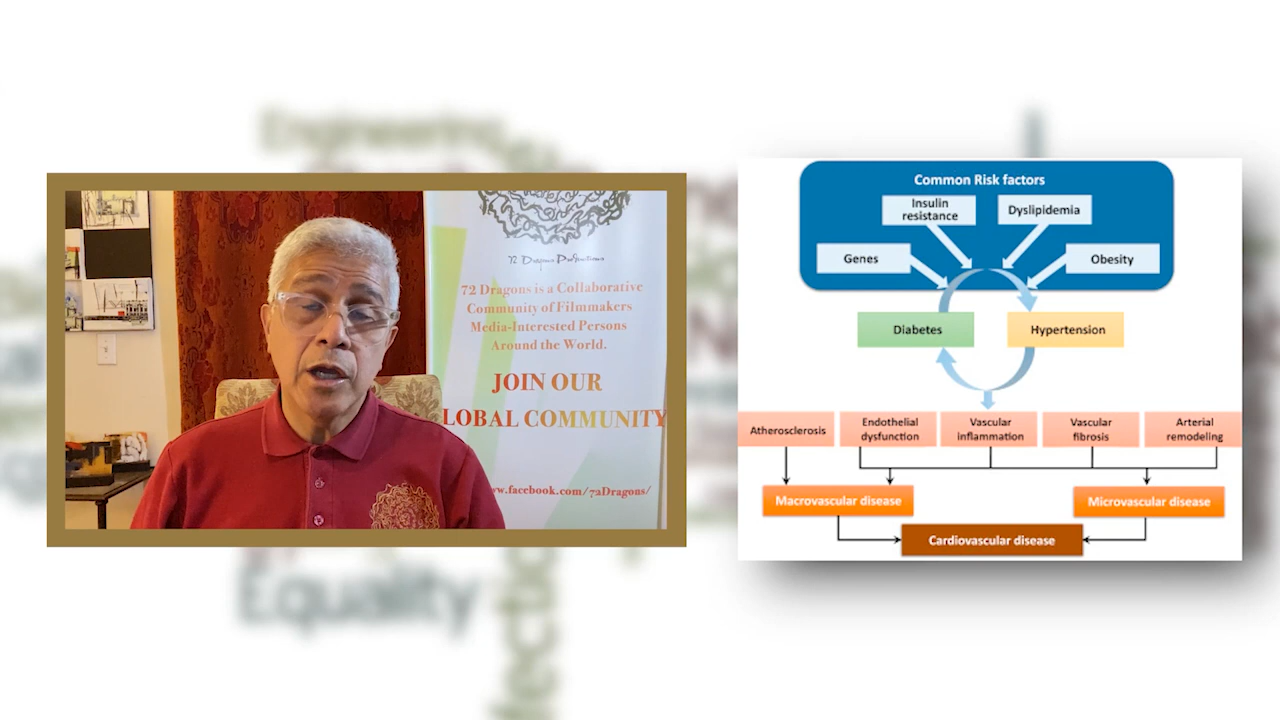 Engineering
72 Dragons Productions
72 Dragons is a Collaborative
Community of Filmmakers
Media-Interested Persons
Around the World.
JOIN OUR
LOBAL COMMUNITY
w.facebook.com/72Dragons/
Equality
Common Risk factors
Insulin
resistance
Dyslipidemia
Genes
Obesity
Diabetes
Hypertension
Atherosclerosis
Endothelial
dysfunction
Vascular
inflammation
Vascular
fibrosis
Arterial
remodeling
Macrovascular disease
Microvascular disease
Cardiovascular disease